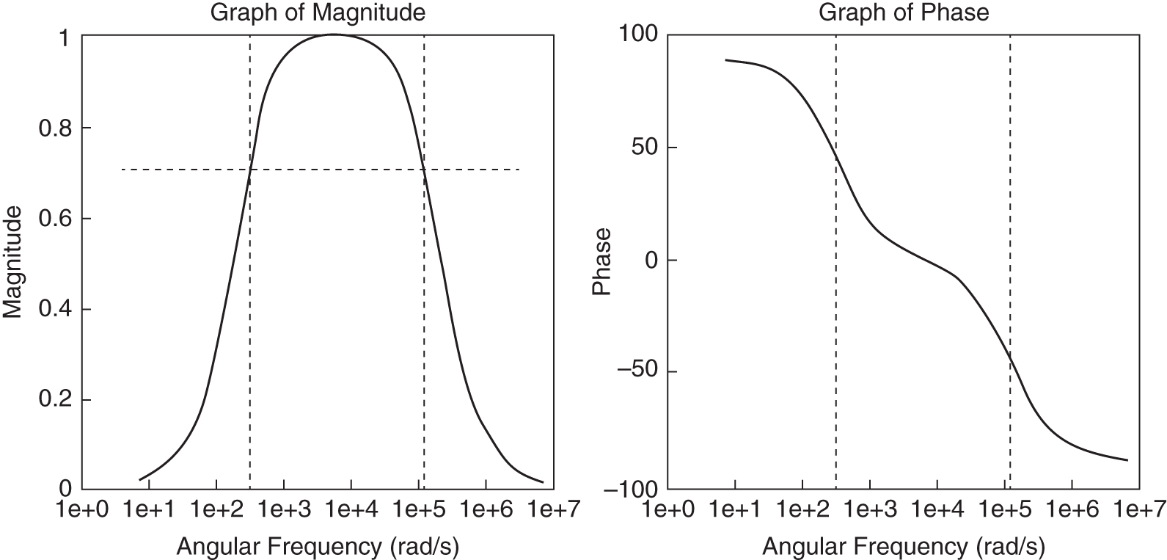 Graph of Magnitude
1
0.8
0.6
0.4
0.2
0
Magnitude
1e+0 1e+1 1e+2 1e+3 1e+4 1e+5 1e+6 1e+7
Angular Frequency (rad/s)
Graph of Phase
100
50
0
−50
−100
Phase
1e+0 1e+1 1e+2 1e+3 1e+4 1e+5 1e+6 1e+7
Angular Frequency (rad/s)